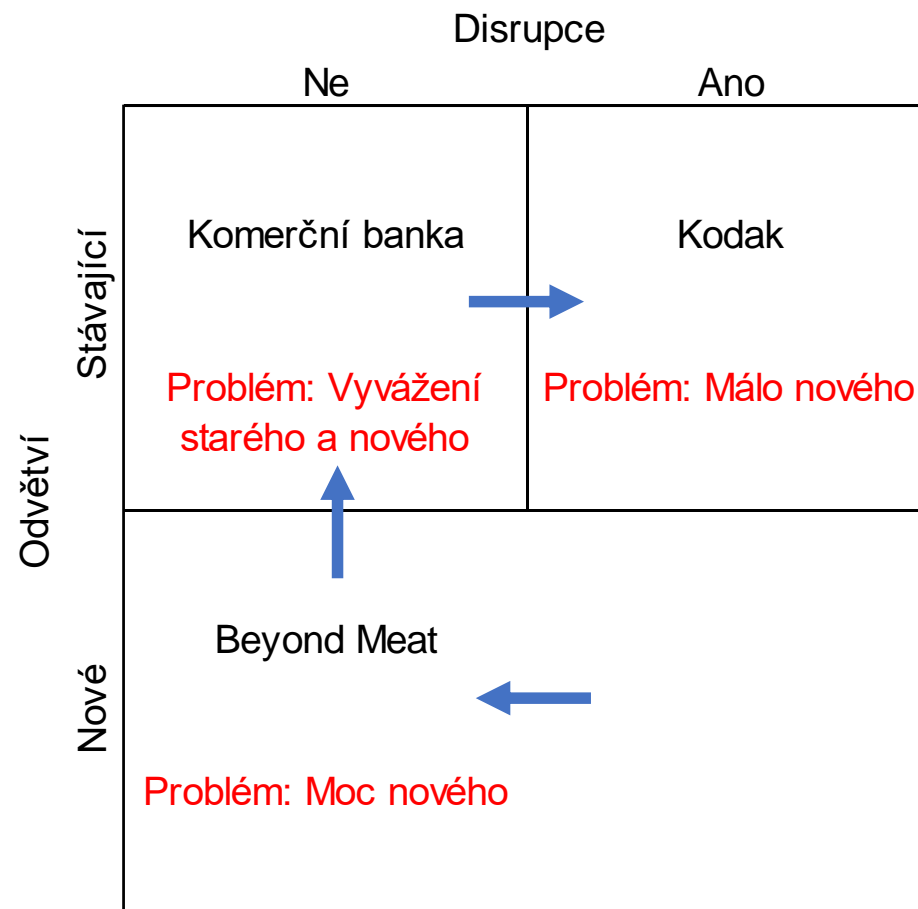 Disrupce
Ne
Ano
Stávající
Komerční banka
Kodak
Problém: Vyvážení
starého a nového
Problém: Málo nového
Odvětví
Nové
Beyond Meat
Problém: Moc nového